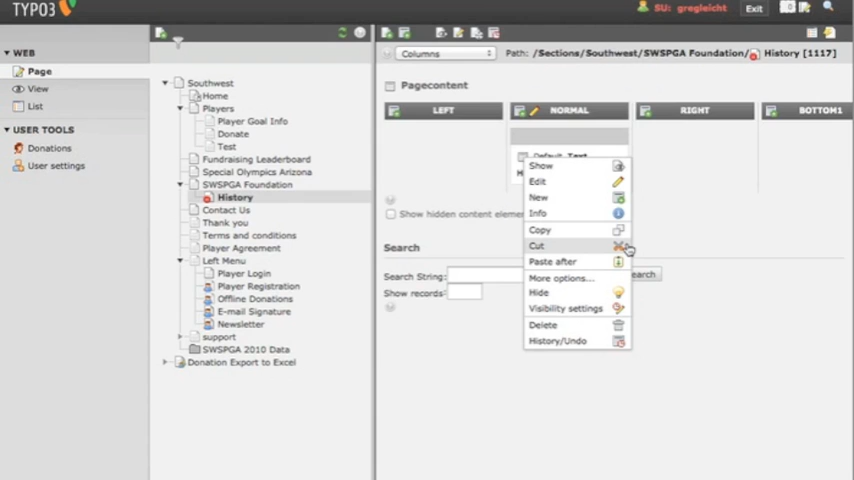 TYPO3
SU: gregleicht
Exit
WEB
Page
View
List
USER TOOLS
Donations
User settings
Southwest
Home
Players
Player Goal Info
Donate
Test
Fundraising Leaderboard
Special Olympics Arizona
SWSPGA Foundation
History
Contact Us
Thank you
Terms and conditions
Player Agreement
Left Menu
Player Login
Player Registration
Offline Donations
E-mail Signature
Newsletter
support
SWSPGA 2010 Data
Donation Export to Excel
Columns
Path: /Sections/Southwest/SWSPGA Foundation/ History [1117]
Pagecontent
LEFT
NORMAL
RIGHT
BOTTOM1
Default, Text
Show
Edit
New
Info
Copy
Cut
Paste after
More options...
Hide
Visibility settings
Delete
History/Undo
Show hidden content elemen
Search
Search String:
earch
Show records: